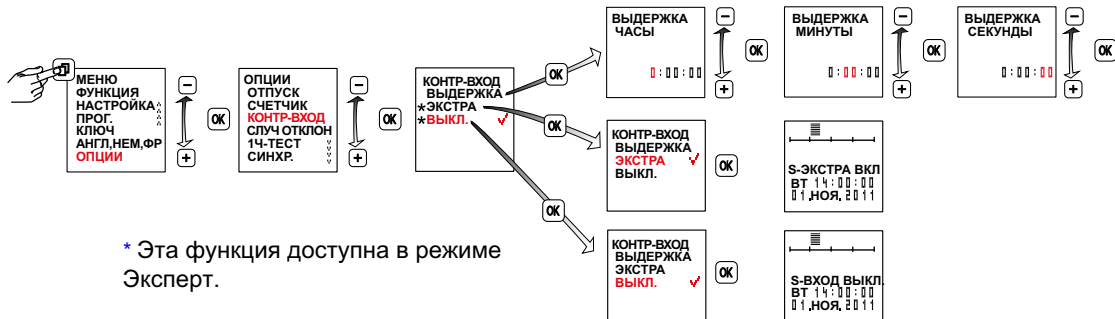 МЕНЮ
ФУНКЦИЯ
НАСТРОЙКА
ПРОГ.
КЛЮЧ
АНГЛ,НЕМ,ФР
ОПЦИИ
−
+
OK
ОПЦИИ
ОТПУСК
СЧЕТЧИК
КОНТР-ВХОД
СЛУЧ ОТКЛОН
1Ч-ТЕСТ
СИНХР.
−
+
OK
КОНТР-ВХОД
ВЫДЕРЖКА
*ЭКСТРА
*ВЫКЛ. ✓
OK
OK
OK
ВЫДЕРЖКА
ЧАСЫ
0:00:00
−
+
OK
ВЫДЕРЖКА
МИНУТЫ
0:00:00
−
+
OK
ВЫДЕРЖКА
СЕКУНДЫ
0:00:00
−
+
OK
КОНТР-ВХОД
ВЫДЕРЖКА
ЭКСТРА ✓
ВЫКЛ.
OK
S-ЭКСТРА ВКЛ
ВТ 14:00:00
01.НОЯ. 2011
КОНТР-ВХОД
ВЫДЕРЖКА
ЭКСТРА
ВЫКЛ. ✓
OK
S-ВХОД ВЫКЛ.
ВТ 14:00:00
01.НОЯ. 2011
* Эта функция доступна в режиме
Эксперт.